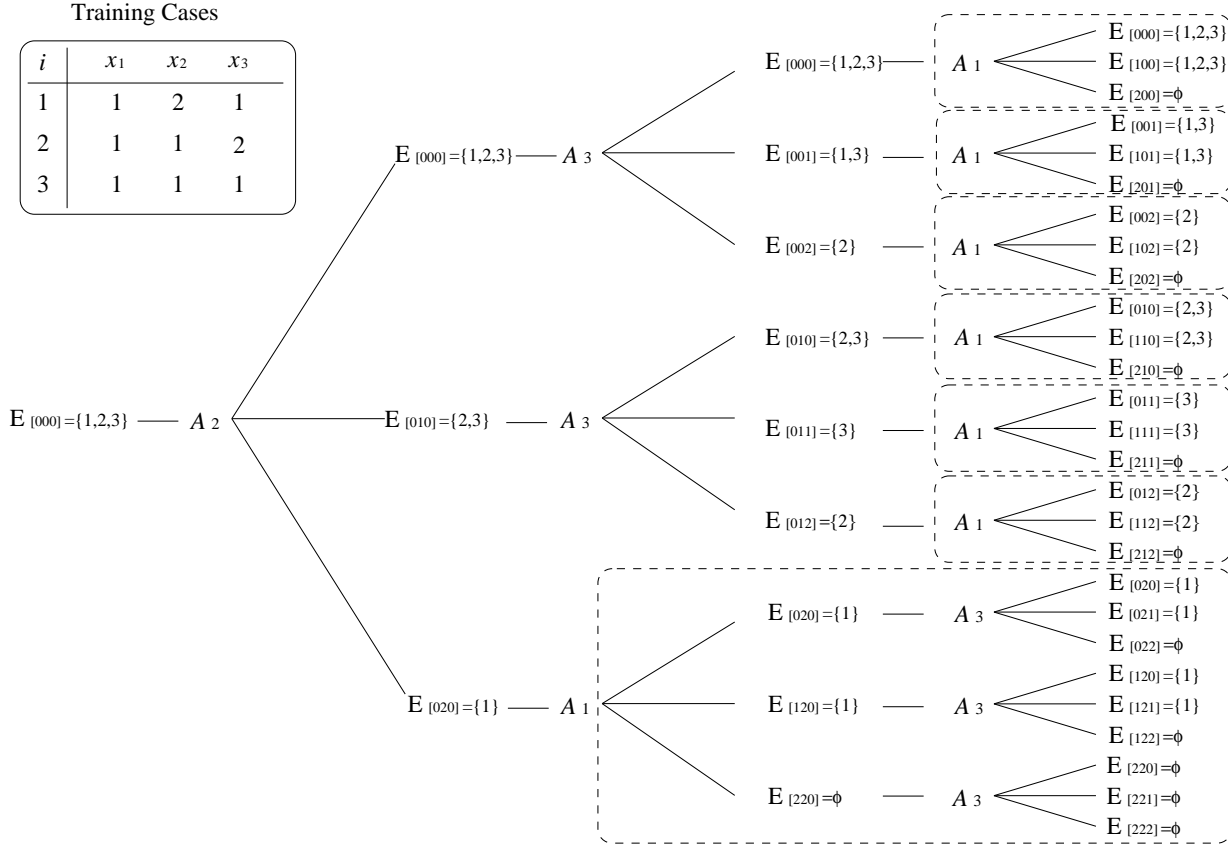 Training Cases
i x1 x2 x3
1 1 2 1
2 1 1 2
3 1 1 1
E [000] ={1,2,3}
A 2
E [000] ={1,2,3}
A 3
E [010] ={2,3}
A 3
E [020] ={1}
A 1
E [000] ={1,2,3}
A 1
E [000] ={1,2,3}
E [100] ={1,2,3}
E [200] =ϕ
E [001] ={1,3}
A 1
E [001] ={1,3}
E [101] ={1,3}
E [201] =ϕ
E [002] ={2}
A 1
E [002] ={2}
E [102] ={2}
E [202] =ϕ
E [010] ={2,3}
A 1
E [010] ={2,3}
E [110] ={2,3}
E [210] =ϕ
E [011] ={3}
A 1
E [011] ={3}
E [111] ={3}
E [211] =ϕ
E [012] ={2}
A 1
E [012] ={2}
E [112] ={2}
E [212] =ϕ
E [020] ={1}
A 3
E [020] ={1}
E [021] ={1}
E [022] =ϕ
E [120] ={1}
A 3
E [120] ={1}
E [121] ={1}
E [122] =ϕ
E [220] =ϕ
A 3
E [220] =ϕ
E [221] =ϕ
E [222] =ϕ